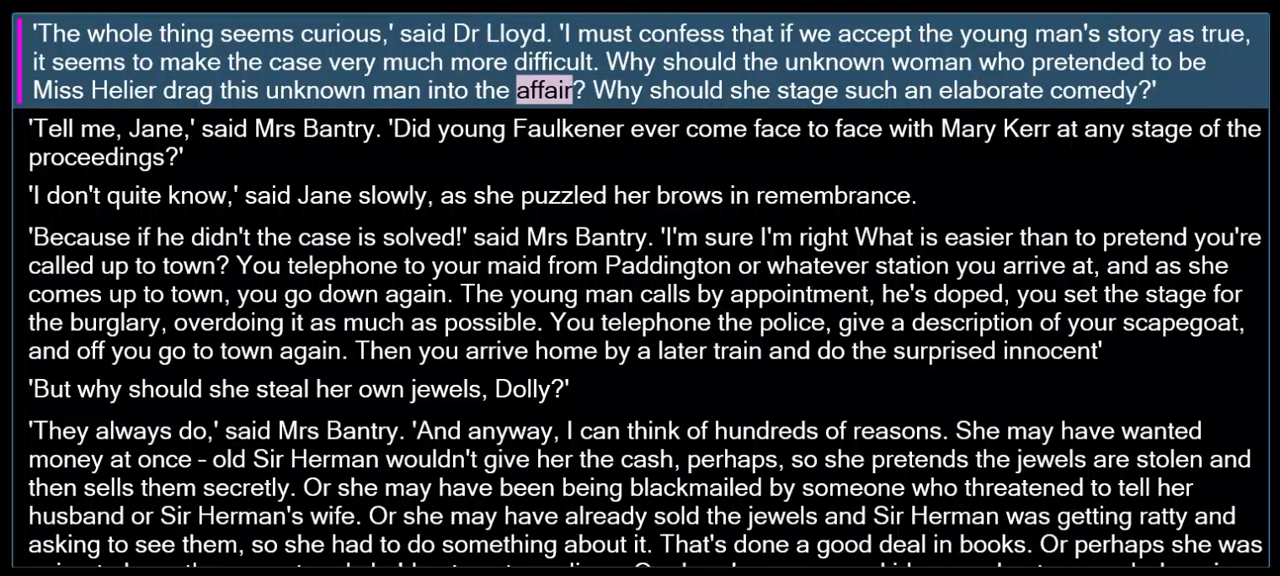 'The whole thing seems curious,' said Dr Lloyd. 'I must confess that if we accept the young man's story as true,
it seems to make the case very much more difficult. Why should the unknown woman who pretended to be
Miss Helier drag this unknown man into the affair? Why should she stage such an elaborate comedy?'
'Tell me, Jane,' said Mrs Bantry. 'Did young Faulkener ever come face to face with Mary Kerr at any stage of the
proceedings?'
'I don't quite know,' said Jane slowly, as she puzzled her brows in remembrance.
'Because if he didn't the case is solved!' said Mrs Bantry. 'I'm sure I'm right What is easier than to pretend you're
called up to town? You telephone to your maid from Paddington or whatever station you arrive at, and as she
comes up to town, you go down again. The young man calls by appointment, he's doped, you set the stage for
the burglary, overdoing it as much as possible. You telephone the police, give a description of your scapegoat,
and off you go to town again. Then you arrive home by a later train and do the surprised innocent'
'But why should she steal her own jewels, Dolly?'
'They always do,' said Mrs Bantry. 'And anyway, I can think of hundreds of reasons. She may have wanted
money at once – old Sir Herman wouldn't give her the cash, perhaps, so she pretends the jewels are stolen and
then sells them secretly. Or she may have been being blackmailed by someone who threatened to tell her
husband or Sir Herman's wife. Or she may have already sold the jewels and Sir Herman was getting ratty and
asking to see them, so she had to do something about it. That's done a good deal in books. Or perhaps she was